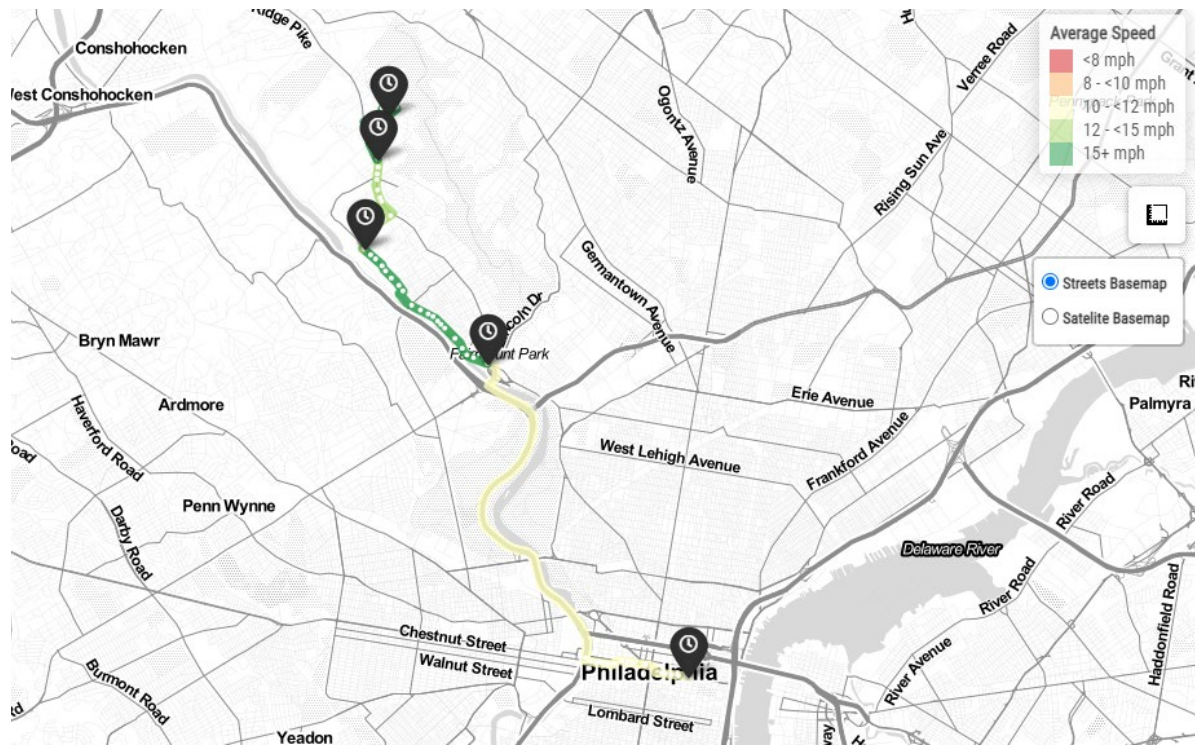 Ridge Pike
Conshohocken
West Conshohocken
Ogontz Avenue
Verree Road
Rising Sun Ave
Average Speed
<8 mph
8 - <10 mph
10 - <12 mph
12 - <15 mph
15+ mph
Streets Basemap
Satelite Basemap
Germantown Avenue
Lincoln Dr
Fairmount Park
Bryn Mawr
Ardmore
Haverford Road
Road
Erie Avenue
Palmyra
West Lehigh Avenue
Frankford Avenue
Penn Wynne
Darby Road
River Road
Delaware River
River Road
Haddonfield Road
Chestnut Street
Walnut Street
Philadelphia
River Avenue
Burmont Road
Lombard Street
Yeadon